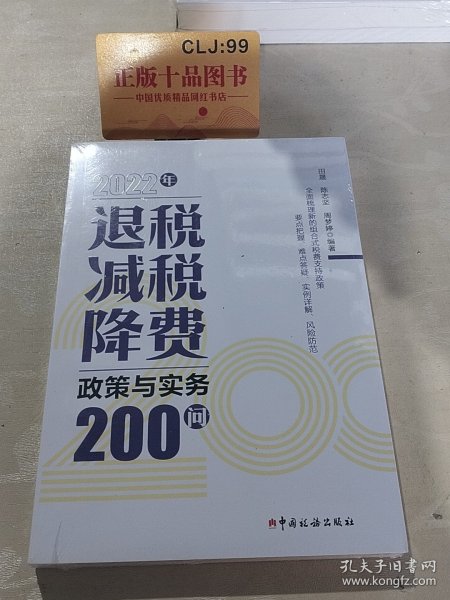 CLJ:99
正版十品图书
—中国优质精品网红书店—
2022年
退税
减税
降费
政策与实务
200问
田晟 陈志坚 周梦婷◎编著
全面梳理新的组合式税费支持政策
要点把握、难点答疑、实例详解、风险防范
200
中国税务出版社
孔夫子旧书网
www.kongfz.com